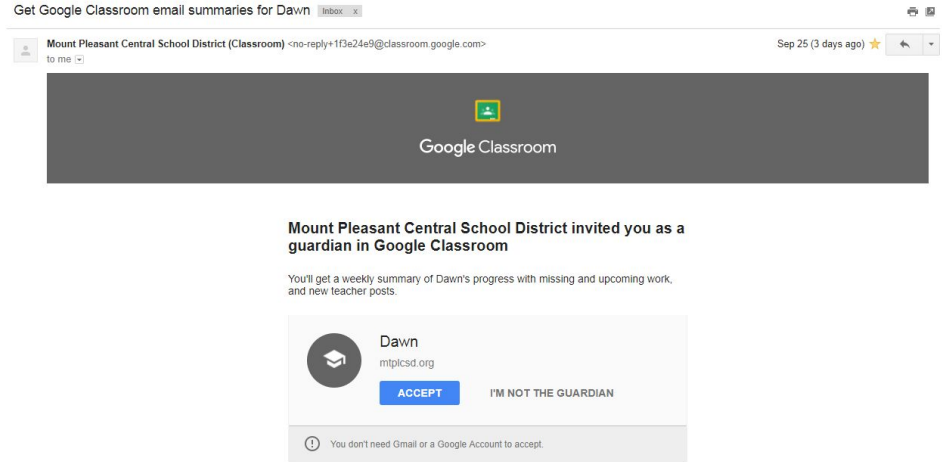 Get Google Classroom email summaries for Dawn Inbox x
Mount Pleasant Central School District (Classroom) <no-reply+1f3e24e9@classroom.google.com>
Sep 25 (3 days ago)
to me
Google Classroom
Mount Pleasant Central School District invited you as a
guardian in Google Classroom
You'll get a weekly summary of Dawn's progress with missing and upcoming work,
and new teacher posts.
Dawn
mtplcsd.org
ACCEPT I'M NOT THE GUARDIAN
You don't need Gmail or a Google Account to accept.